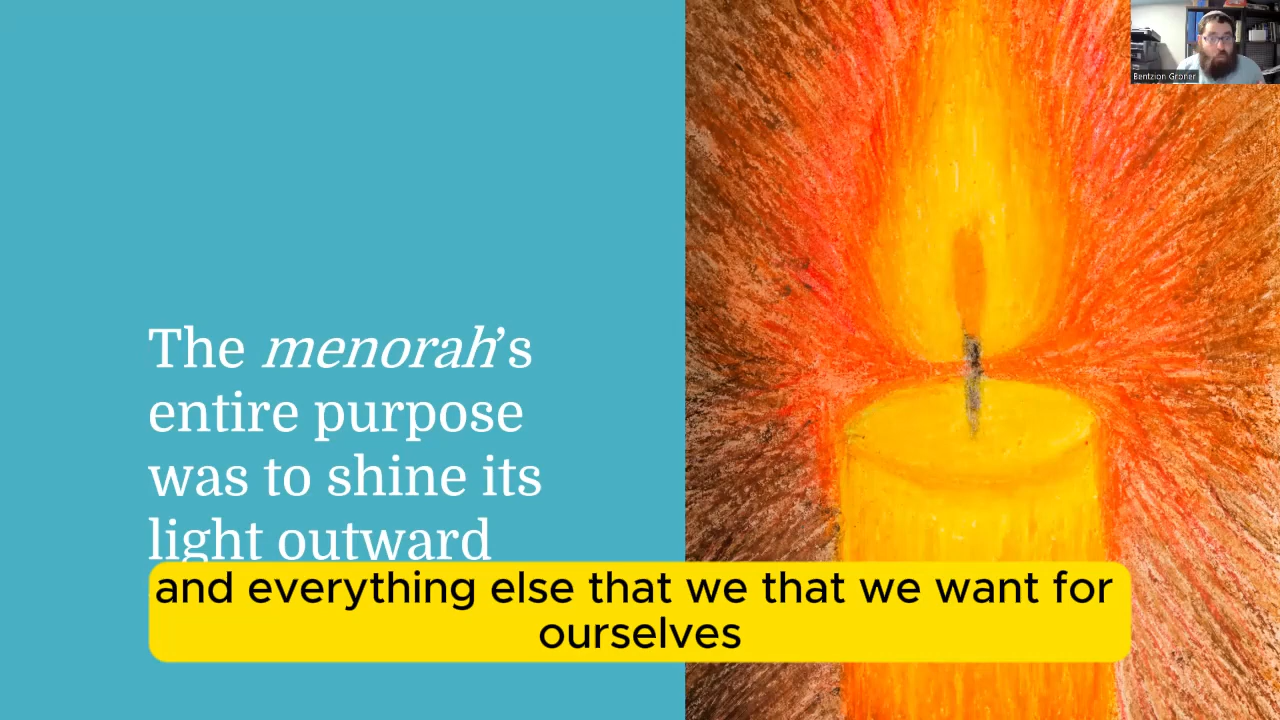 Bentzion Groner
The menorah's
entire purpose
was to shine its
light outward
and everything else that we that we want for
ourselves